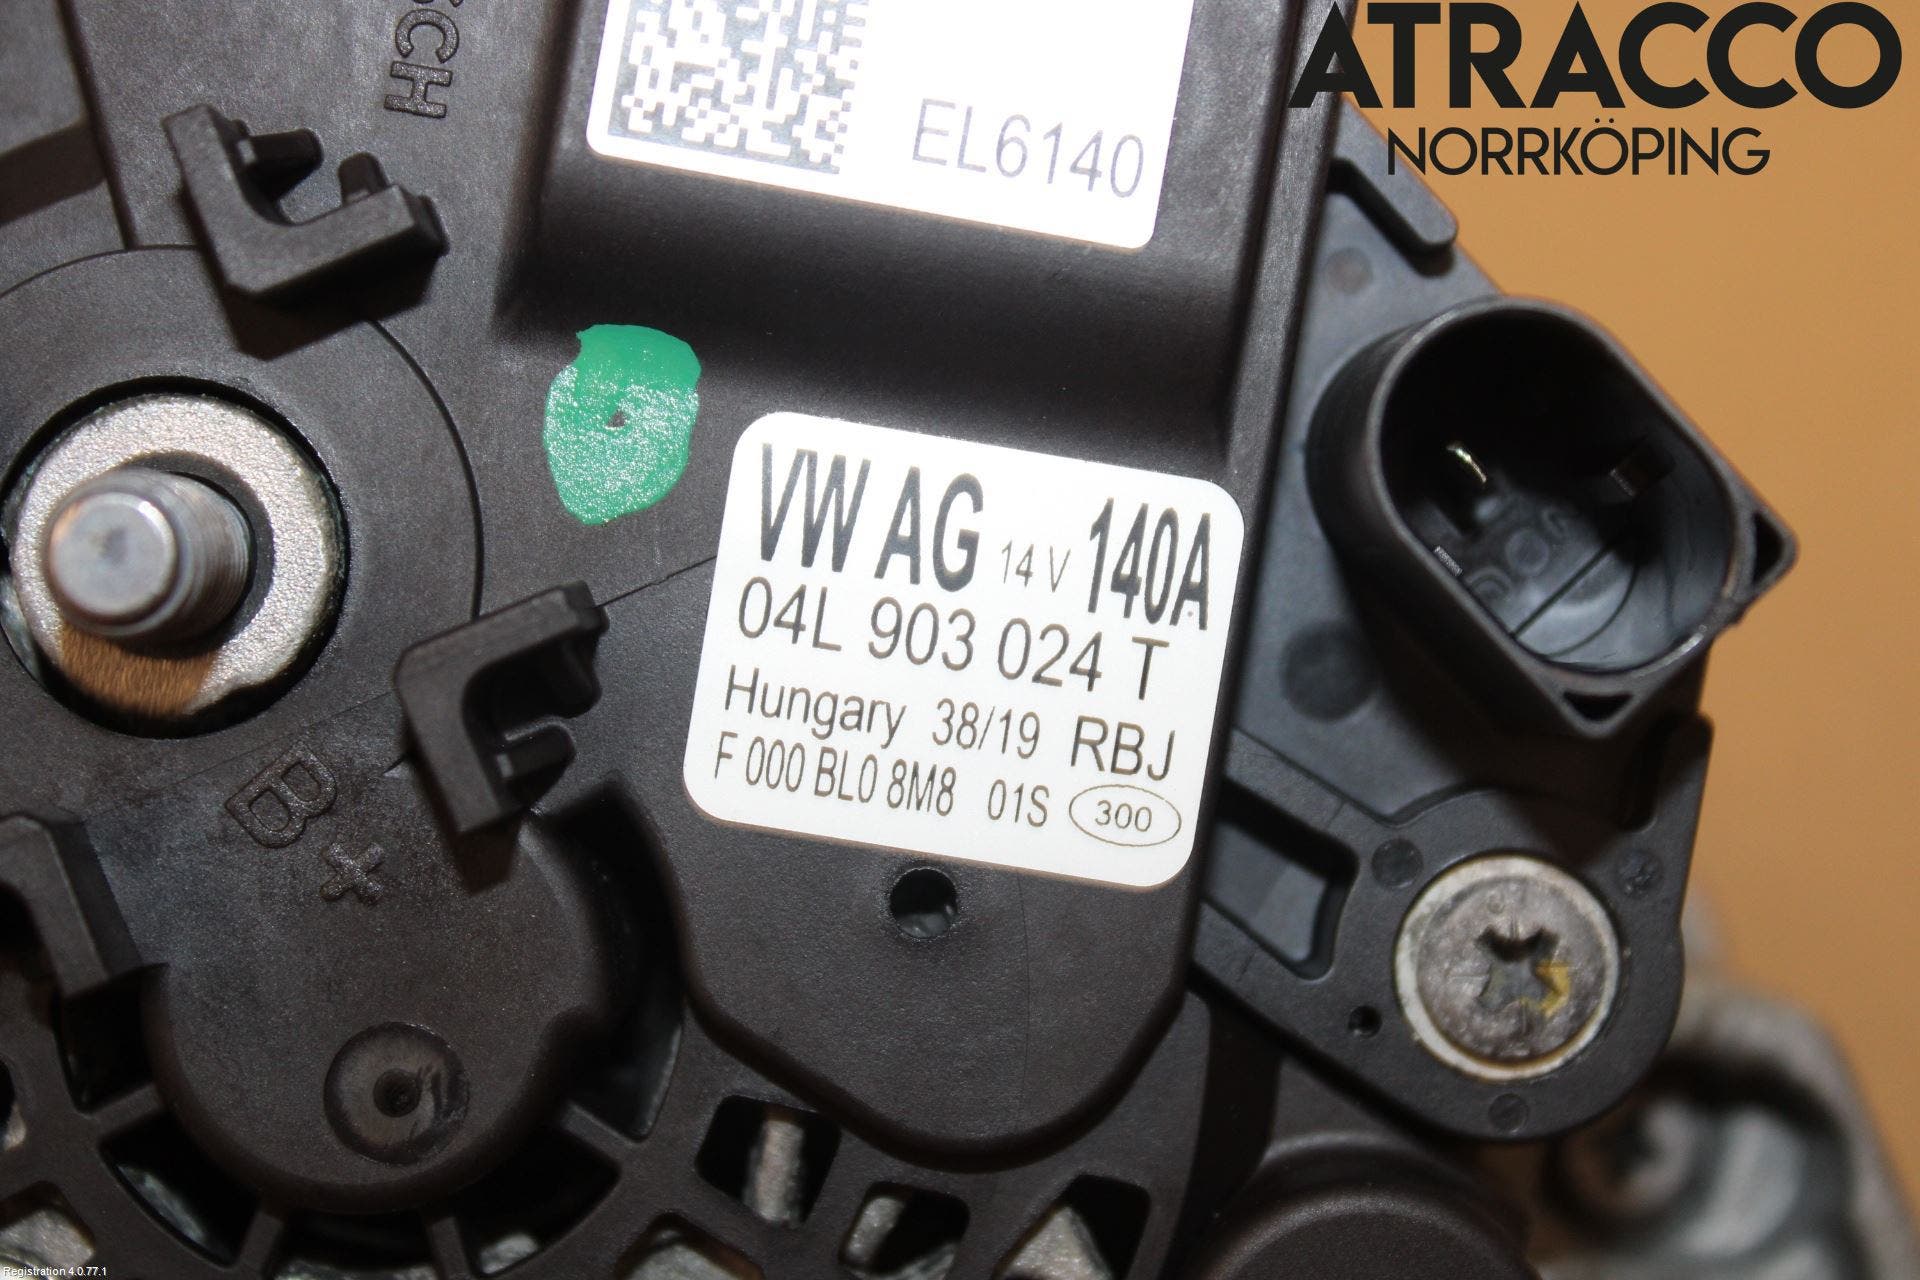 ATRACCO
NORRKÖPING
EL6140
VW AG 14 V 140A
04L 903 024 T
Hungary 38/19 RBJ
F 000 BL0 8M8 01S 300
B+
Registration 4.0.77.1